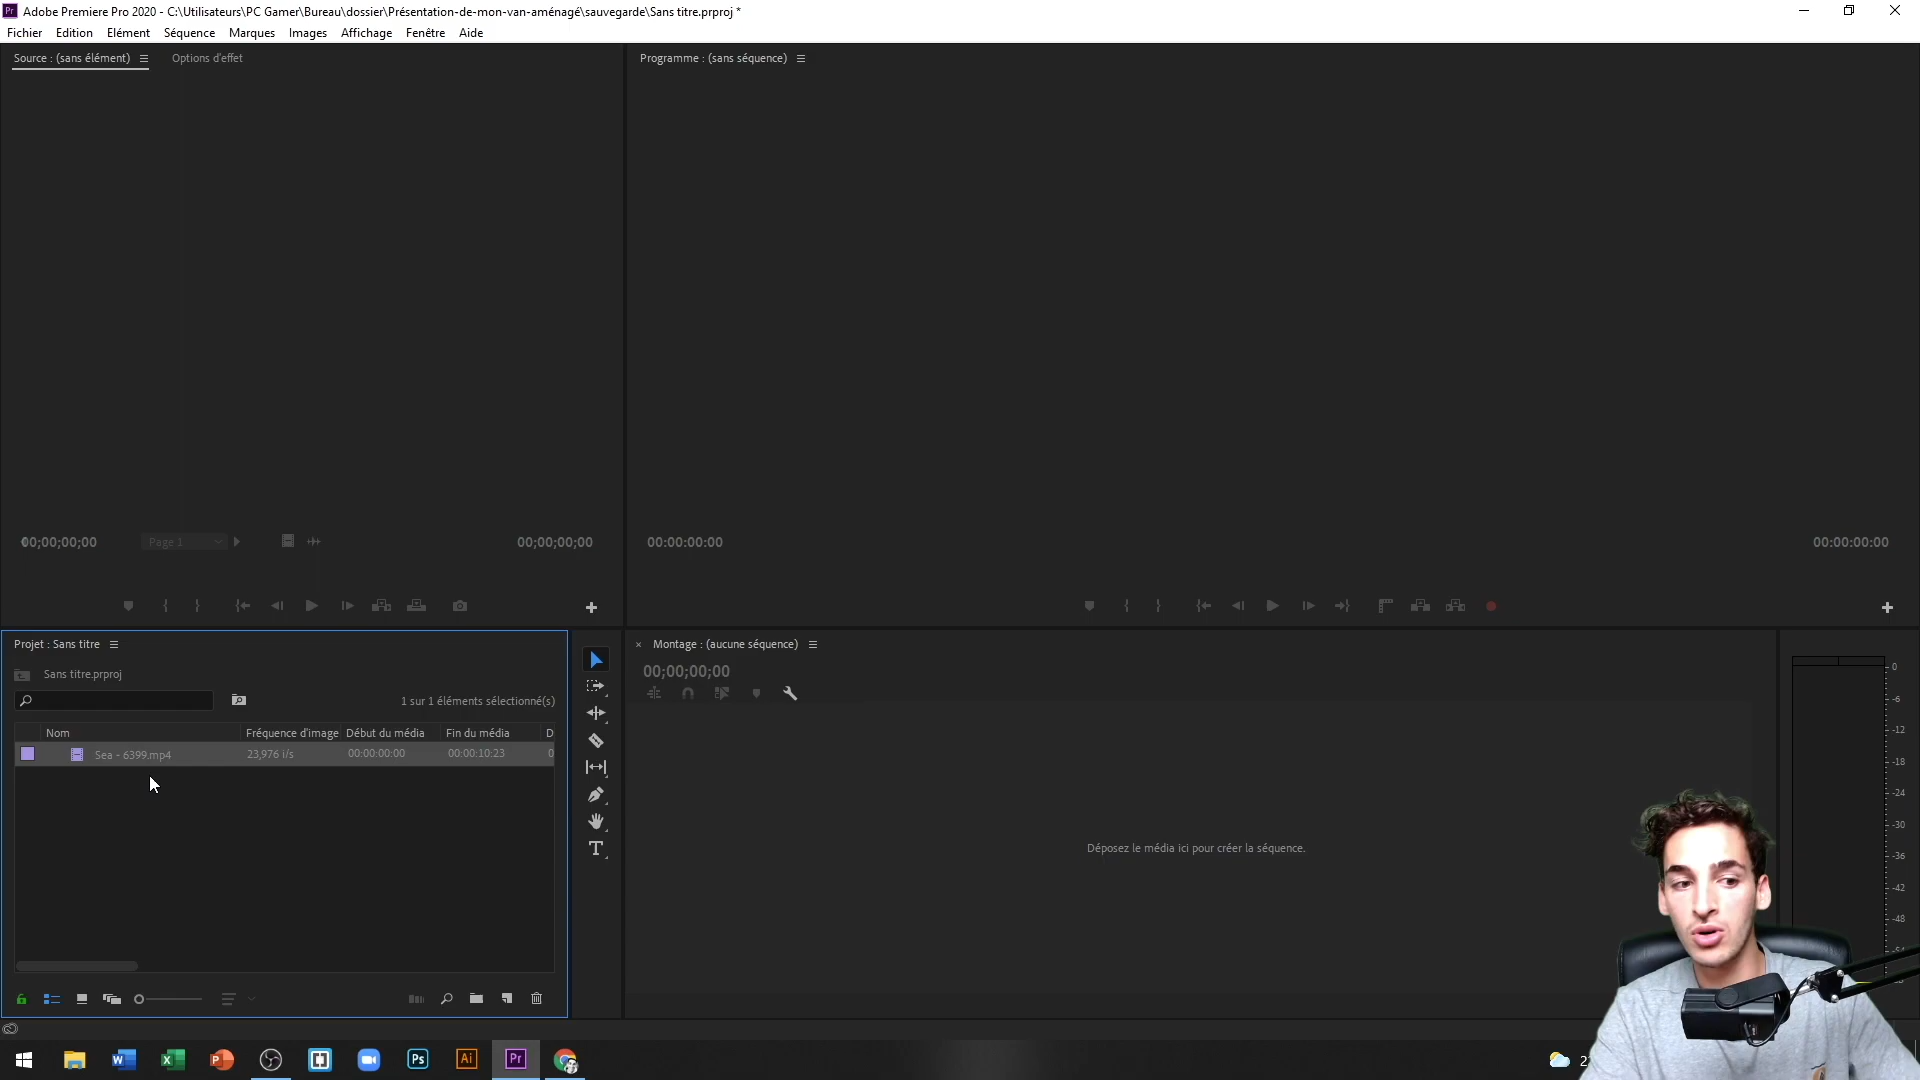 Adobe Premiere Pro 2020 - C:\Utilisateurs\PC Gamer\Bureau\dossier\Présentation-de-mon-van-aménagé\sauvegarde\Sans titre.prproj *
Fichier Edition Elément Séquence Marques Images Affichage Fenêtre Aide
Source : (sans élément) Options d'effet
Programme : (sans séquence)
00;00;00;00 Page 1 00;00;00;00
00:00:00:00 00:00:00:00
Projet : Sans titre
Sans titre.prproj
1 sur 1 éléments sélectionné(s)
Nom Fréquence d'image Début du média Fin du média D
Sea - 6399.mp4 23,976 i/s 00:00:00:00 00:00:10:23 0
Montage : (aucune séquence)
00;00;00;00
Déposez le média ici pour créer la séquence.
0
-6
-12
-18
-24
-30
-36
-42
-48